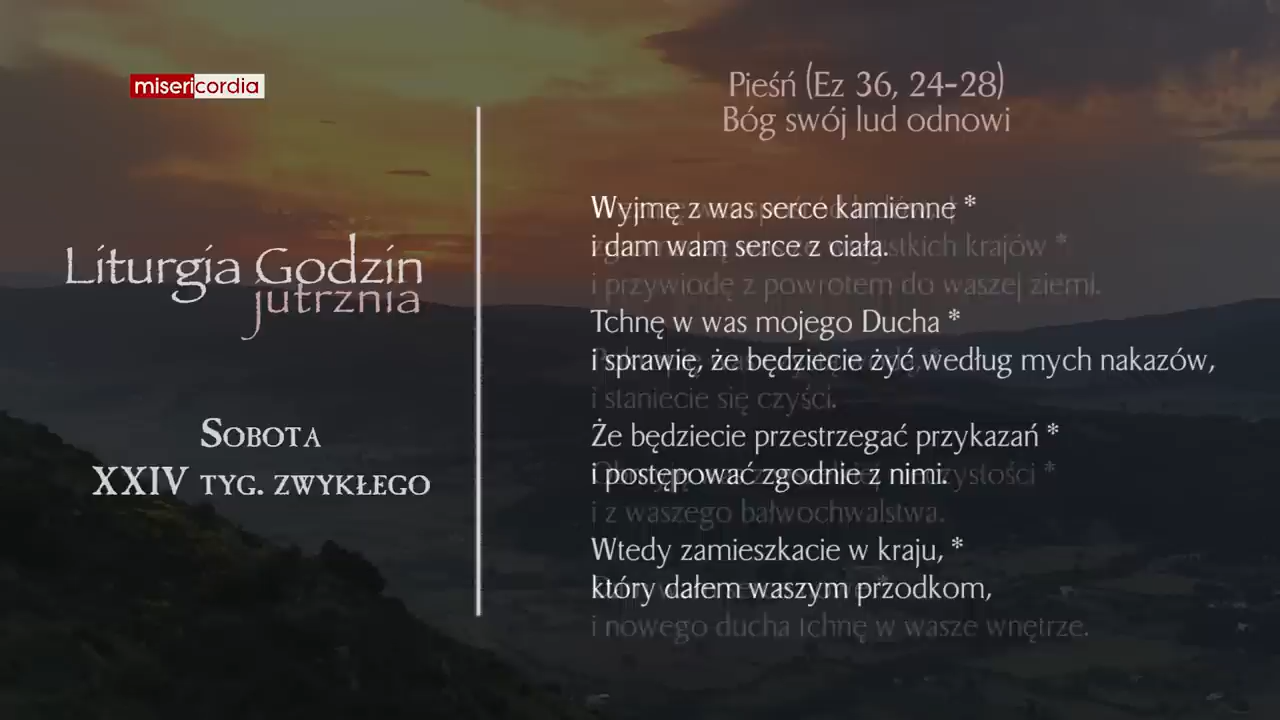 misericordia
Liturgia Godzin
jutrznia
Sobota
XXIV tyg. zwykłego
Pieśń (Ez 36, 24-28)
Bóg swój lud odnowi
Wyjmę z was serce kamienne *
i dam wam serce z ciała.
krajów *
i przywiodę z powrotem do waszej ziemi.
Tchnę w was mojego Ducha *
i sprawię, że będziecie żyć według mych nakazów,
i staniecie się czyści.
Że będziecie przestrzegać przykazań *
i postępować zgodnie z nimi.
i z waszego bałwochwalstwa.
Wtedy zamieszkacie w kraju, *
który dałem waszym przodkom,
i nowego ducha tchnę w wasze wnętrze.